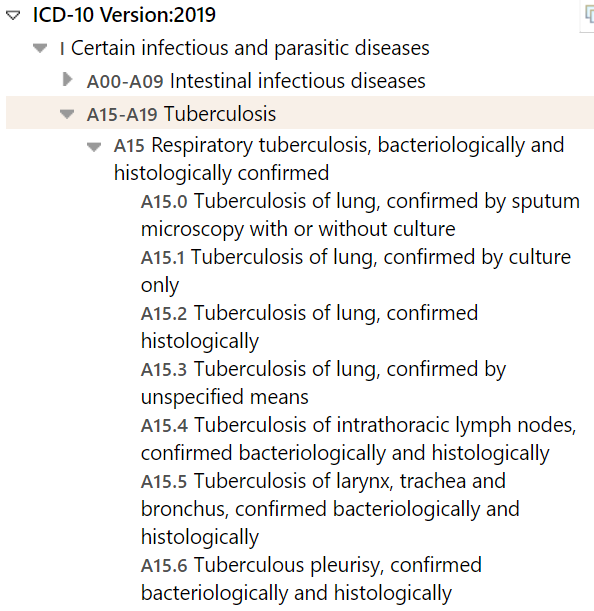 ICD-10 Version:2019
I Certain infectious and parasitic diseases
A00-A09 Intestinal infectious diseases
A15-A19 Tuberculosis
A15 Respiratory tuberculosis, bacteriologically and
histologically confirmed
A15.0 Tuberculosis of lung, confirmed by sputum
microscopy with or without culture
A15.1 Tuberculosis of lung, confirmed by culture
only
A15.2 Tuberculosis of lung, confirmed
histologically
A15.3 Tuberculosis of lung, confirmed by
unspecified means
A15.4 Tuberculosis of intrathoracic lymph nodes,
confirmed bacteriologically and histologically
A15.5 Tuberculosis of larynx, trachea and
bronchus, confirmed bacteriologically and
histologically
A15.6 Tuberculous pleurisy, confirmed
bacteriologically and histologically